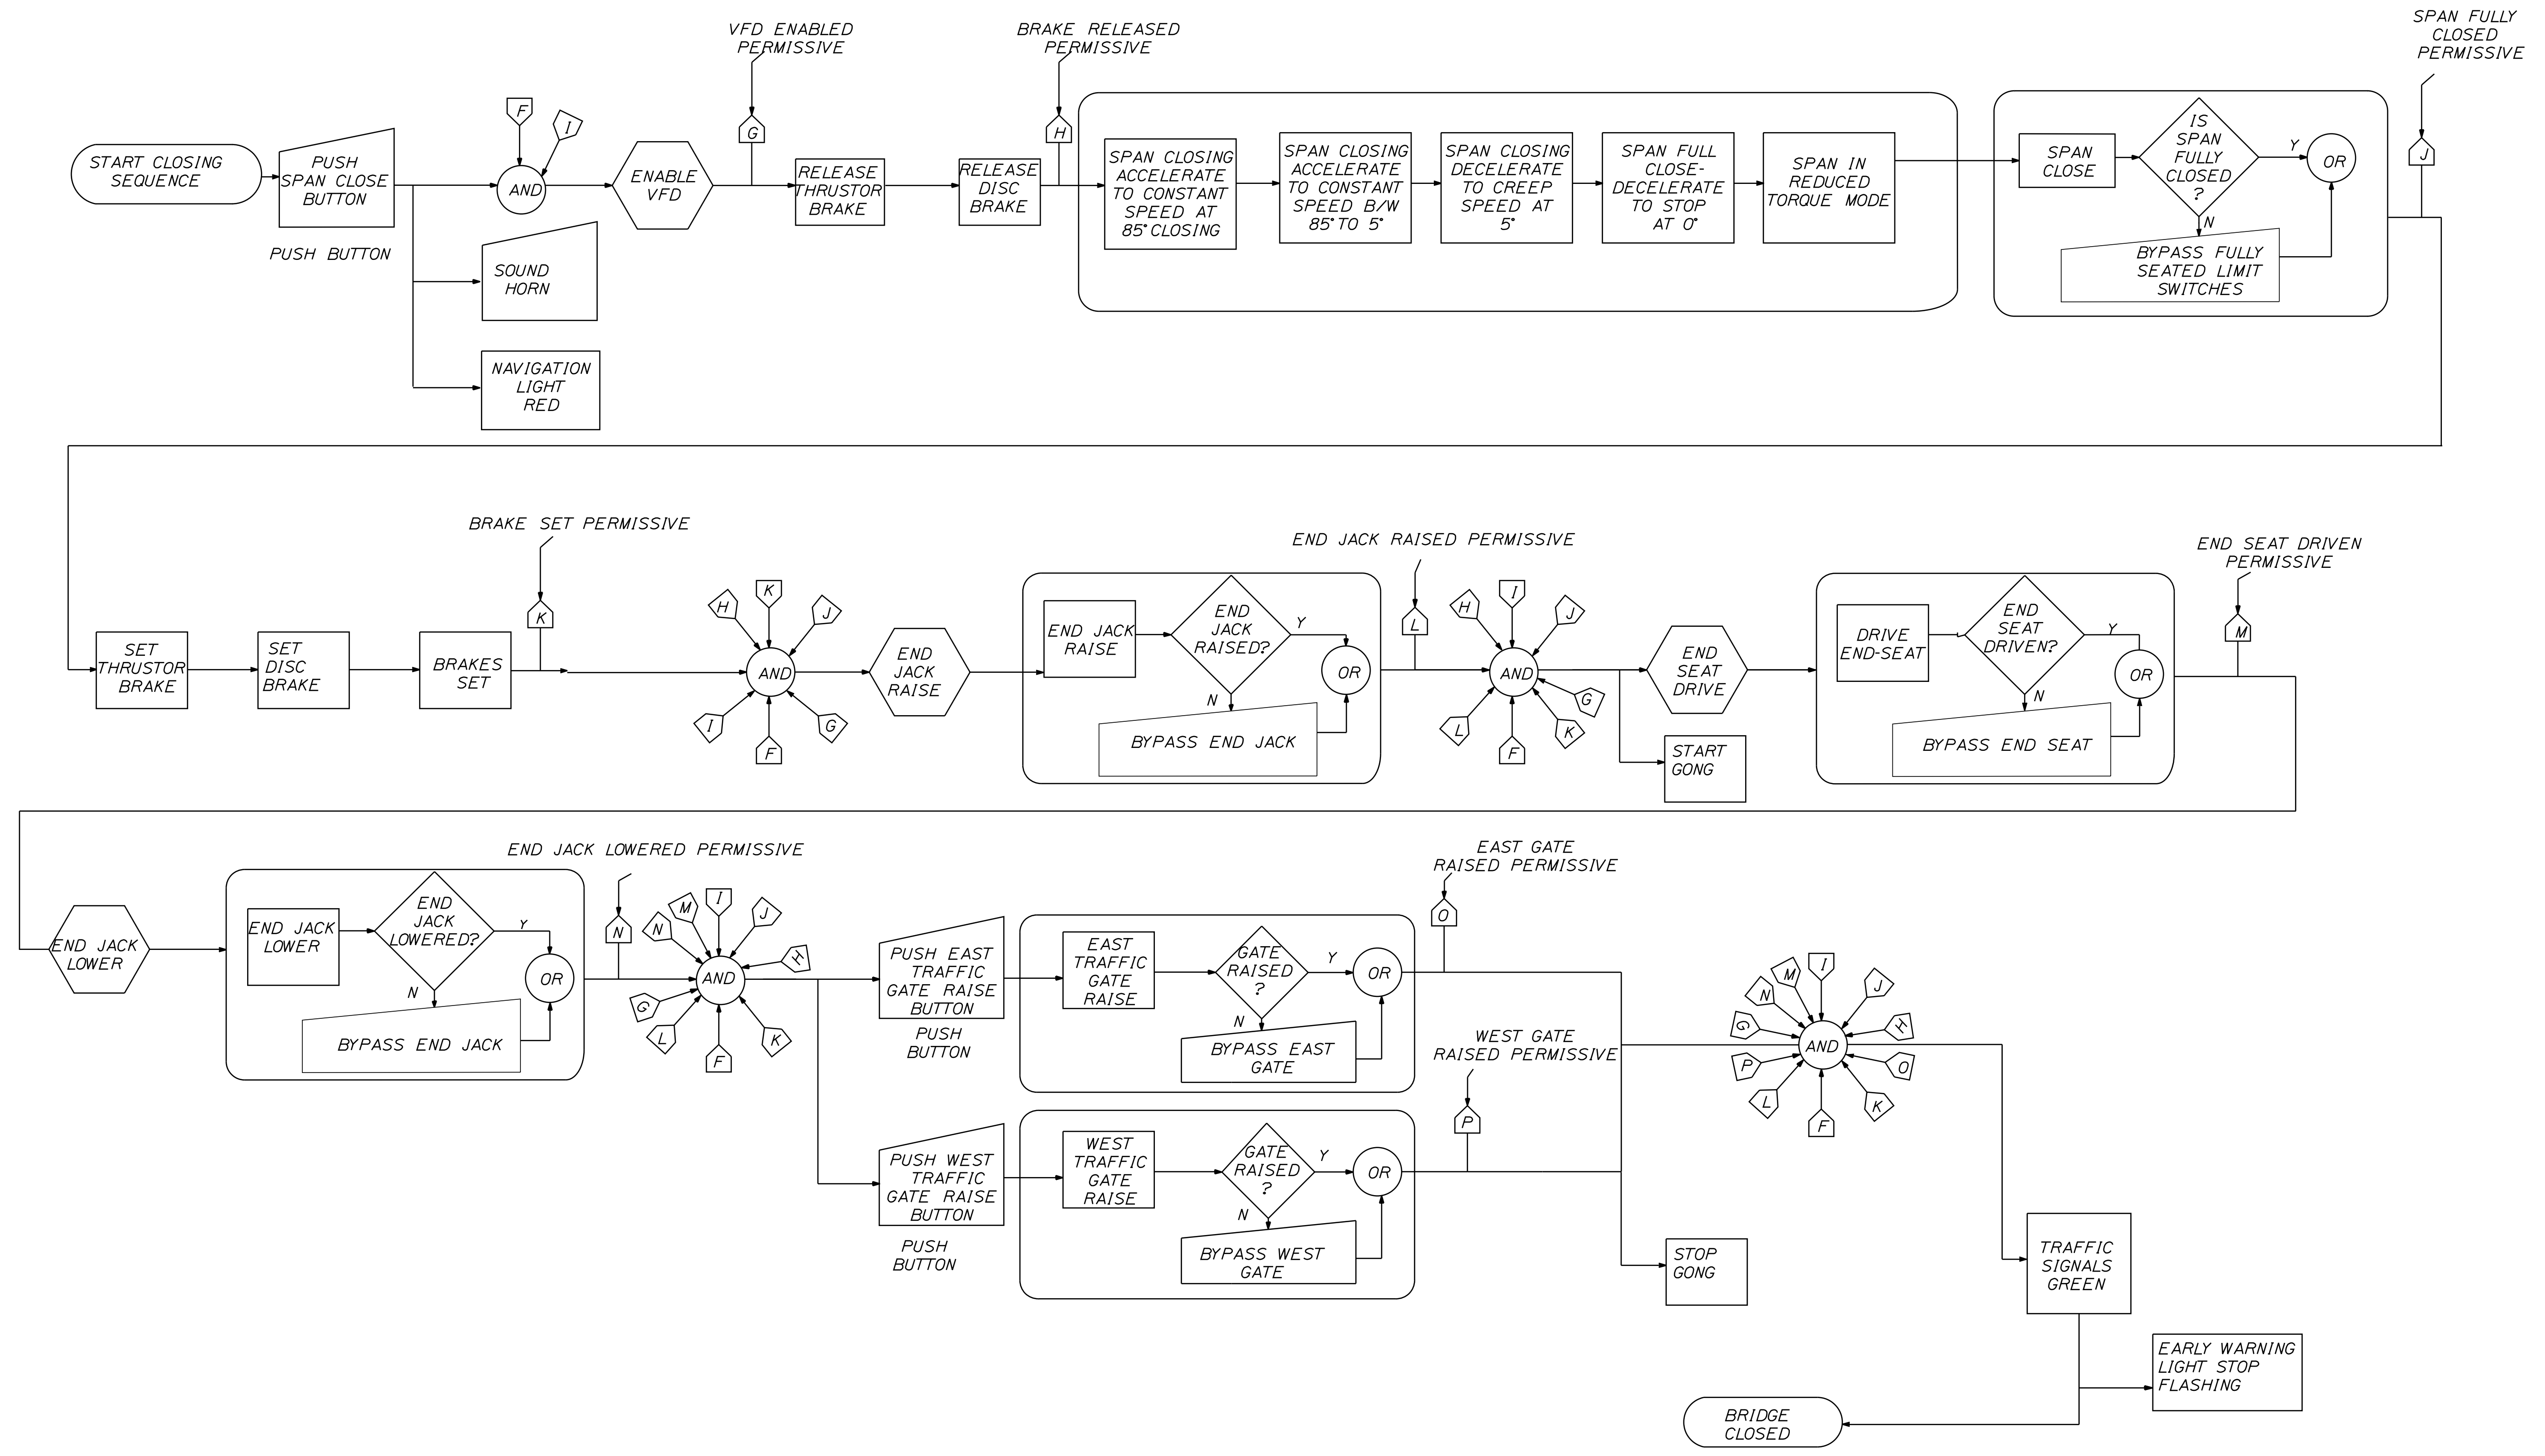 VFD ENABLED
PERMISSIVE
BRAKE RELEASED
PERMISSIVE
SPAN FULLY
CLOSED
PERMISSIVE
F
I
G
H
J
START CLOSING
SEQUENCE
PUSH
SPAN CLOSE
BUTTON
PUSH BUTTON
AND
ENABLE
VFD
RELEASE
THRUSTOR
BRAKE
RELEASE
DISC
BRAKE
SPAN CLOSING
ACCELERATE
TO CONSTANT
SPEED AT
85° CLOSING
SPAN CLOSING
ACCELERATE
TO CONSTANT
SPEED B/W
85° TO 5°
SPAN CLOSING
DECELERATE
TO CREEP
SPEED AT
5°
SPAN FULL
CLOSE-
DECELERATE
TO STOP
AT 0°
SPAN IN
REDUCED
TORQUE MODE
SPAN
CLOSE
IS
SPAN
FULLY
CLOSED
?
Y
OR
N
BYPASS FULLY
SEATED LIMIT
SWITCHES
SOUND
HORN
NAVIGATION
LIGHT
RED
BRAKE SET PERMISSIVE
K
SET
THRUSTOR
BRAKE
SET
DISC
BRAKE
BRAKES
SET
H
K
J
AND
I
F
G
END
JACK
RAISE
END JACK
RAISE
END
JACK
RAISED?
Y
OR
N
BYPASS END JACK
END JACK RAISED PERMISSIVE
L
H
I
J
AND
G
L
F
K
START
GONG
END
SEAT
DRIVE
DRIVE
END-SEAT
END
SEAT
DRIVEN?
Y
OR
N
BYPASS END SEAT
END SEAT DRIVEN
PERMISSIVE
M
END JACK
LOWER
END JACK
LOWER
END
JACK
LOWERED?
Y
OR
N
BYPASS END JACK
END JACK LOWERED PERMISSIVE
N
N
M
I
J
H
AND
G
L
F
K
PUSH EAST
TRAFFIC
GATE RAISE
BUTTON
PUSH
BUTTON
EAST
TRAFFIC
GATE
RAISE
GATE
RAISED
?
Y
OR
N
BYPASS EAST
GATE
EAST GATE
RAISED PERMISSIVE
O
PUSH WEST
TRAFFIC
GATE RAISE
BUTTON
PUSH
BUTTON
WEST
TRAFFIC
GATE
RAISE
GATE
RAISED
?
Y
OR
N
BYPASS WEST
GATE
WEST GATE
RAISED PERMISSIVE
P
STOP
GONG
N
M
I
J
G
H
AND
P
O
L
F
K
TRAFFIC
SIGNALS
GREEN
EARLY WARNING
LIGHT STOP
FLASHING
BRIDGE
CLOSED